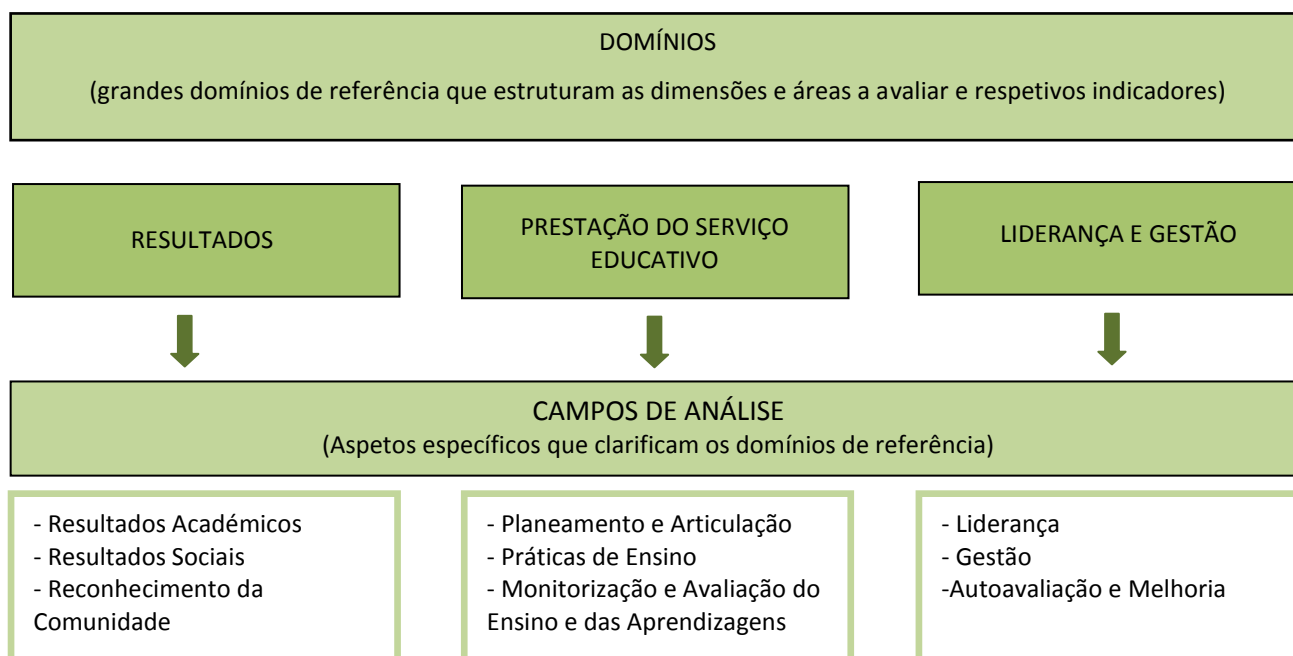 DOMÍNIOS
(grandes domínios de referência que estruturam as dimensões e áreas a avaliar e respetivos indicadores)
RESULTADOS
PRESTAÇÃO DO SERVIÇO
EDUCATIVO
LIDERANÇA E GESTÃO
CAMPOS DE ANÁLISE
(Aspetos específicos que clarificam os domínios de referência)
- Resultados Académicos
- Resultados Sociais
- Reconhecimento da
Comunidade
- Planeamento e Articulação
- Práticas de Ensino
- Monitorização e Avaliação do
Ensino e das Aprendizagens
- Liderança
- Gestão
-Autoavaliação e Melhoria